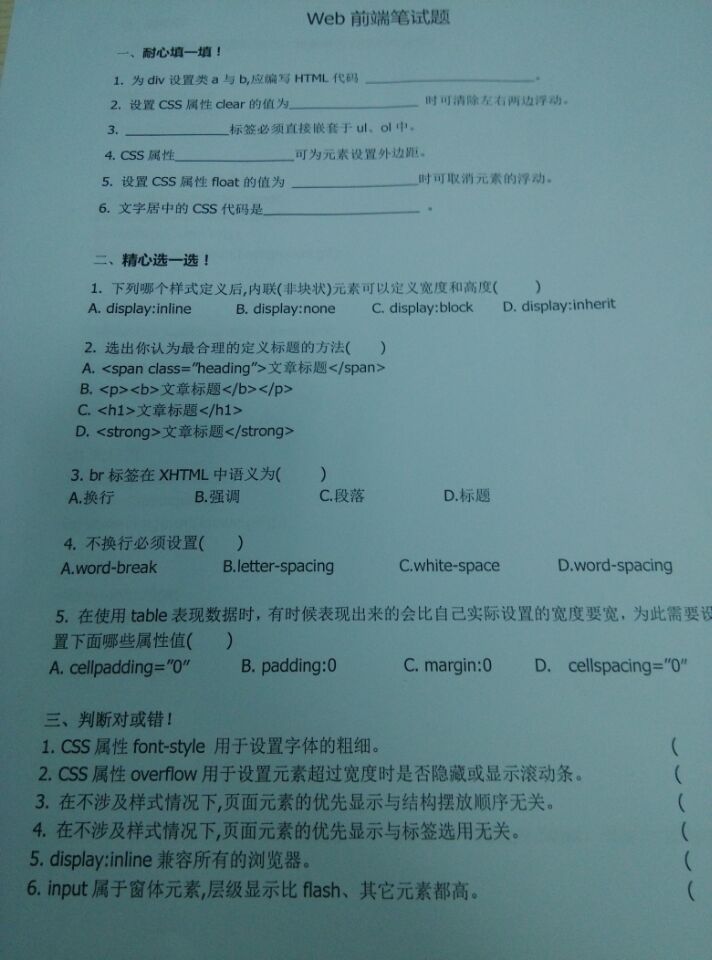 Web 前端笔试题
一、耐心填一填！
1. 为 div 设置类 a 与 b,应编写 HTML 代码 ____________________。
2. 设置 CSS 属性 clear 的值为________________ 时可清除左右两边浮动。
3. _____________标签必须直接嵌套于 ul、ol 中。
4. CSS 属性_______________可为元素设置外边距。
5. 设置 CSS 属性 float 的值为 ________________时可取消元素的浮动。
6. 文字居中的 CSS 代码是____________________ 。
二、精心选一选！
1. 下列哪个样式定义后,内联(非块状)元素可以定义宽度和高度( )
A. display:inline B. display:none C. display:block D. display:inherit
2. 选出你认为最合理的定义标题的方法( )
A. <span class="heading">文章标题</span>
B. <p><b>文章标题</b></p>
C. <h1>文章标题</h1>
D. <strong>文章标题</strong>
3. br 标签在 XHTML 中语义为( )
A.换行 B.强调 C.段落 D.标题
4. 不换行必须设置( )
A.word-break B.letter-spacing C.white-space D.word-spacing
5. 在使用 table 表现数据时，有时候表现出来的会比自己实际设置的宽度要宽，为此需要设
置下面哪些属性值( )
A. cellpadding="0" B. padding:0 C. margin:0 D. cellspacing="0"
三、判断对或错！
1. CSS 属性 font-style 用于设置字体的粗细。 (
2. CSS 属性 overflow 用于设置元素超过宽度时是否隐藏或显示滚动条。 (
3. 在不涉及样式情况下,页面元素的优先显示与结构摆放顺序无关。 (
4. 在不涉及样式情况下,页面元素的优先显示与标签选用无关。 (
5. display:inline 兼容所有的浏览器。 (
6. input 属于窗体元素,层级显示比 flash、其它元素都高。 (